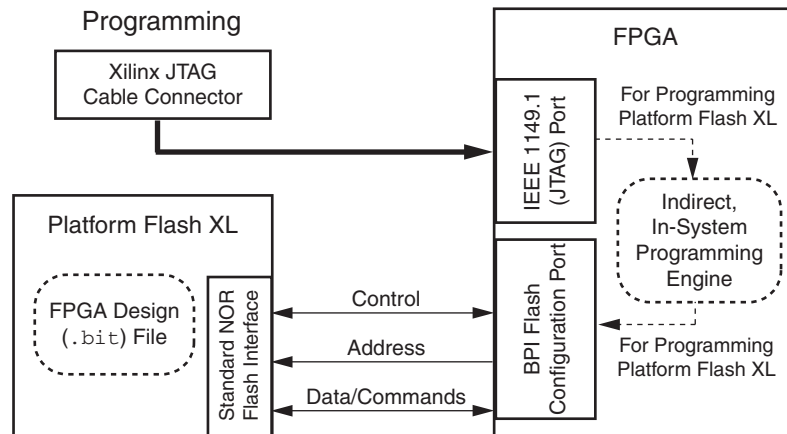 Programming
Xilinx JTAG
Cable Connector
FPGA
IEEE 1149.1
(JTAG) Port
For Programming
Platform Flash XL
Indirect,
In-System
Programming
Engine
For Programming
Platform Flash XL
BPI Flash
Configuration Port
Platform Flash XL
FPGA Design
(.bit) File
Standard NOR
Flash Interface
Control
Address
Data/Commands